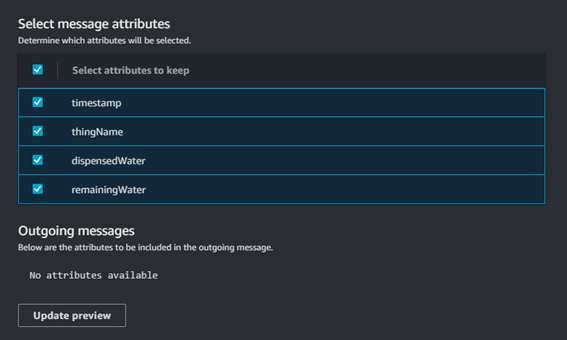 Select message attributes
Determine which attributes will be selected.
Select attributes to keep
timestamp
thingName
dispensedWater
remainingWater
Outgoing messages
Below are the attributes to be included in the outgoing message.
No attributes available
Update preview